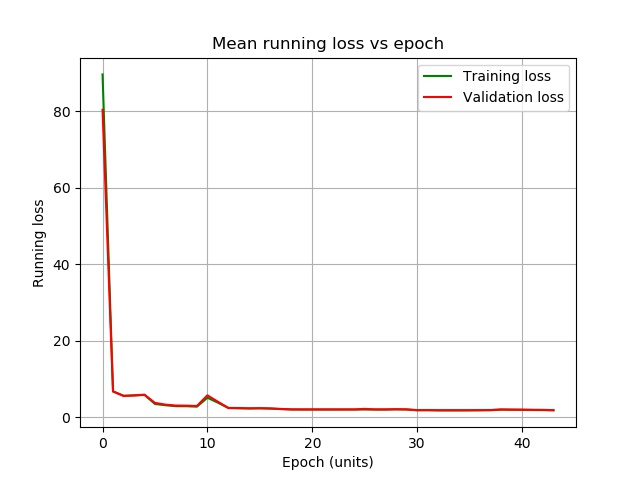 Mean running loss vs epoch
Training loss
Validation loss
80
60
40
20
0
Running loss
0 10 20 30 40
Epoch (units)